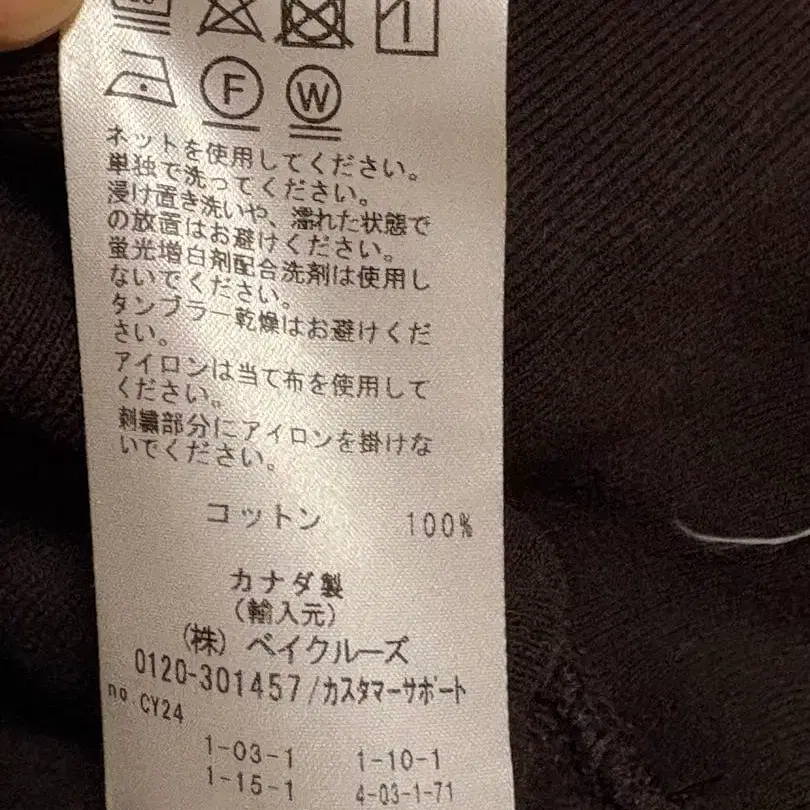 F W
ネットを使用してください。
単独で洗ってください。
浸け置き洗いや、濡れた状態で
の放置はお避けください。
蛍光増白剤配合洗剤は使用し
ないでください。
タンブラー乾燥はお避けくだ
さい。
アイロンは当て布を使用して
ください。
刺繍部分にアイロンを掛けな
いでください。
コットン 100%
カナダ製
(輸入元)
(株) ベイクルーズ
0120-301457/カスタマーサポート
no CY24
1-03-1 1-10-1
1-15-1 4-03-1-71